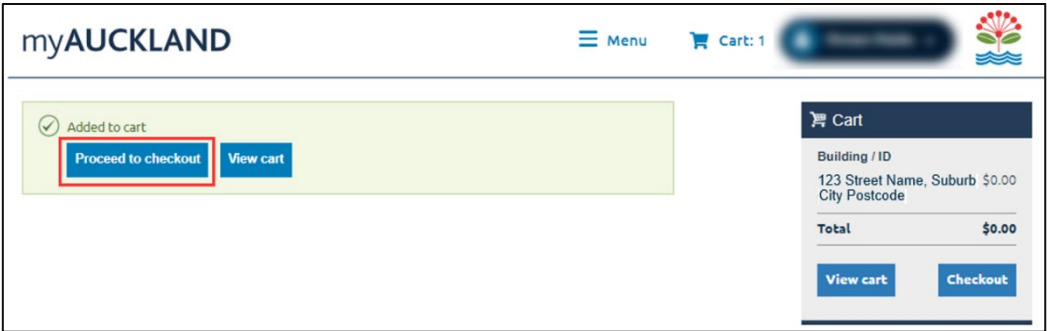 myAUCKLAND
Menu
Cart: 1
Added to cart
Proceed to checkout
View cart
Cart
Building / ID
123 Street Name, Suburb $0.00
City Postcode
Total $0.00
View cart
Checkout